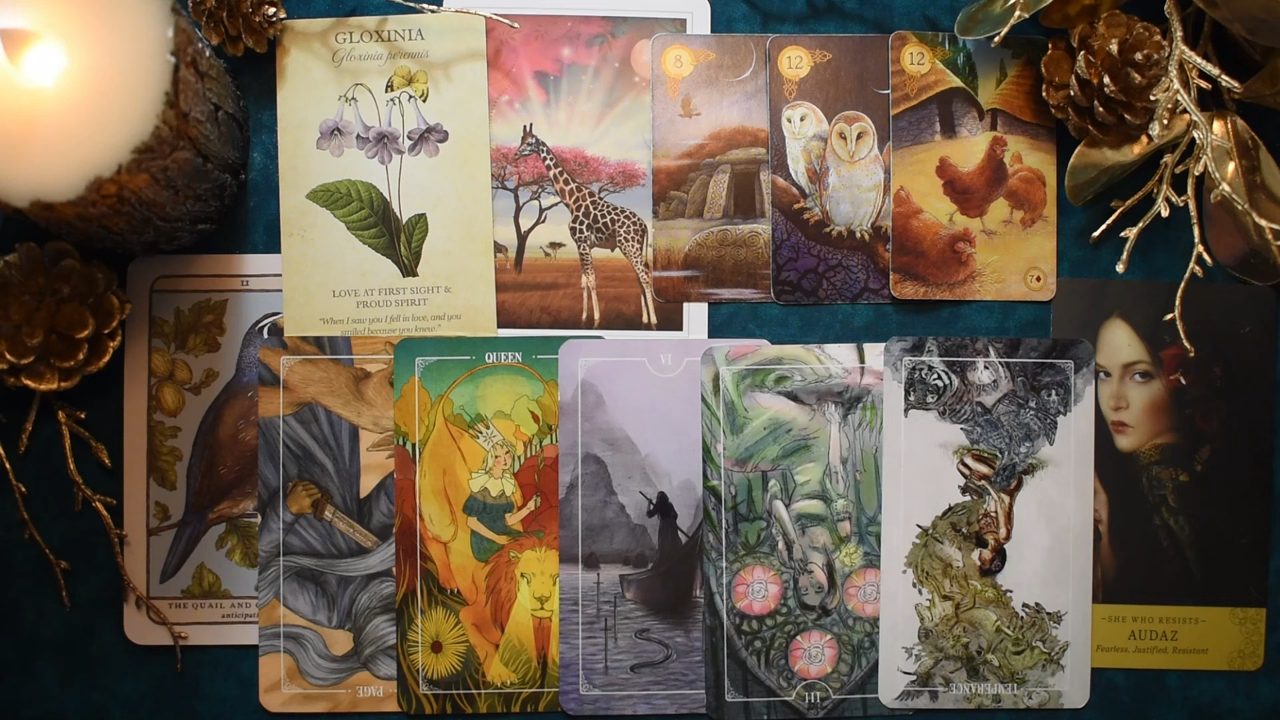 GLOXINIA
Gloxinia perennis
LOVE AT FIRST SIGHT &
PROUD SPIRIT
"When I saw you I fell in love, and you
smiled because you knew."
8
12
12
7♦
II
THE QUAIL AND
anticipati
PAGE
QUEEN
VI
III
TEMPERANCE
~SHE WHO RESISTS~
AUDAZ
Fearless, Justified, Resistant